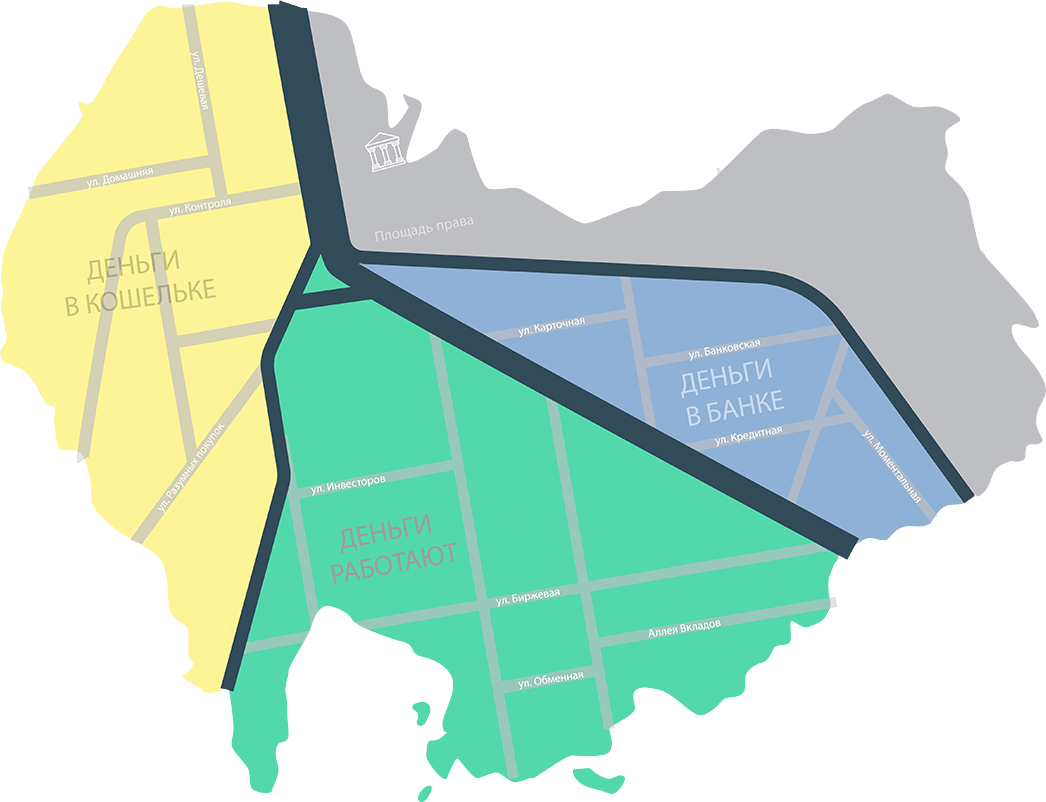 ул. Дешевая
ул. Домашняя
ул. Контроля
Площадь права
ДЕНЬГИ
В КОШЕЛЬКЕ
ул. Карточная
ул. Банковская
ДЕНЬГИ
В БАНКЕ
ул. Кредитная
ул. Моментальная
ул. Разумных покупок
ул. Инвесторов
ДЕНЬГИ
РАБОТАЮТ
ул. Биржевая
Аллея Вкладов
ул. Обменная